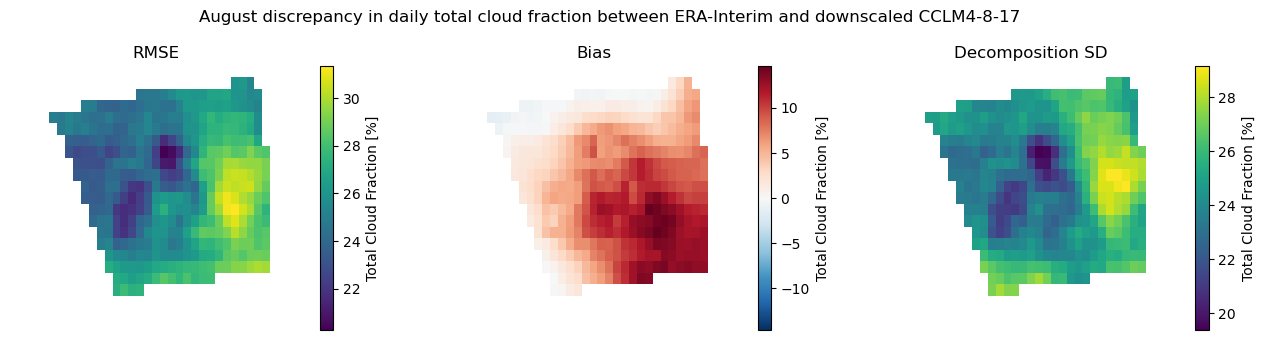 August discrepancy in daily total cloud fraction between ERA-Interim and downscaled CCLM4-8-17
RMSE
30
28
26
24
22
Total Cloud Fraction [%]
Bias
10
5
0
−5
−10
Total Cloud Fraction [%]
Decomposition SD
28
26
24
22
20
Total Cloud Fraction [%]